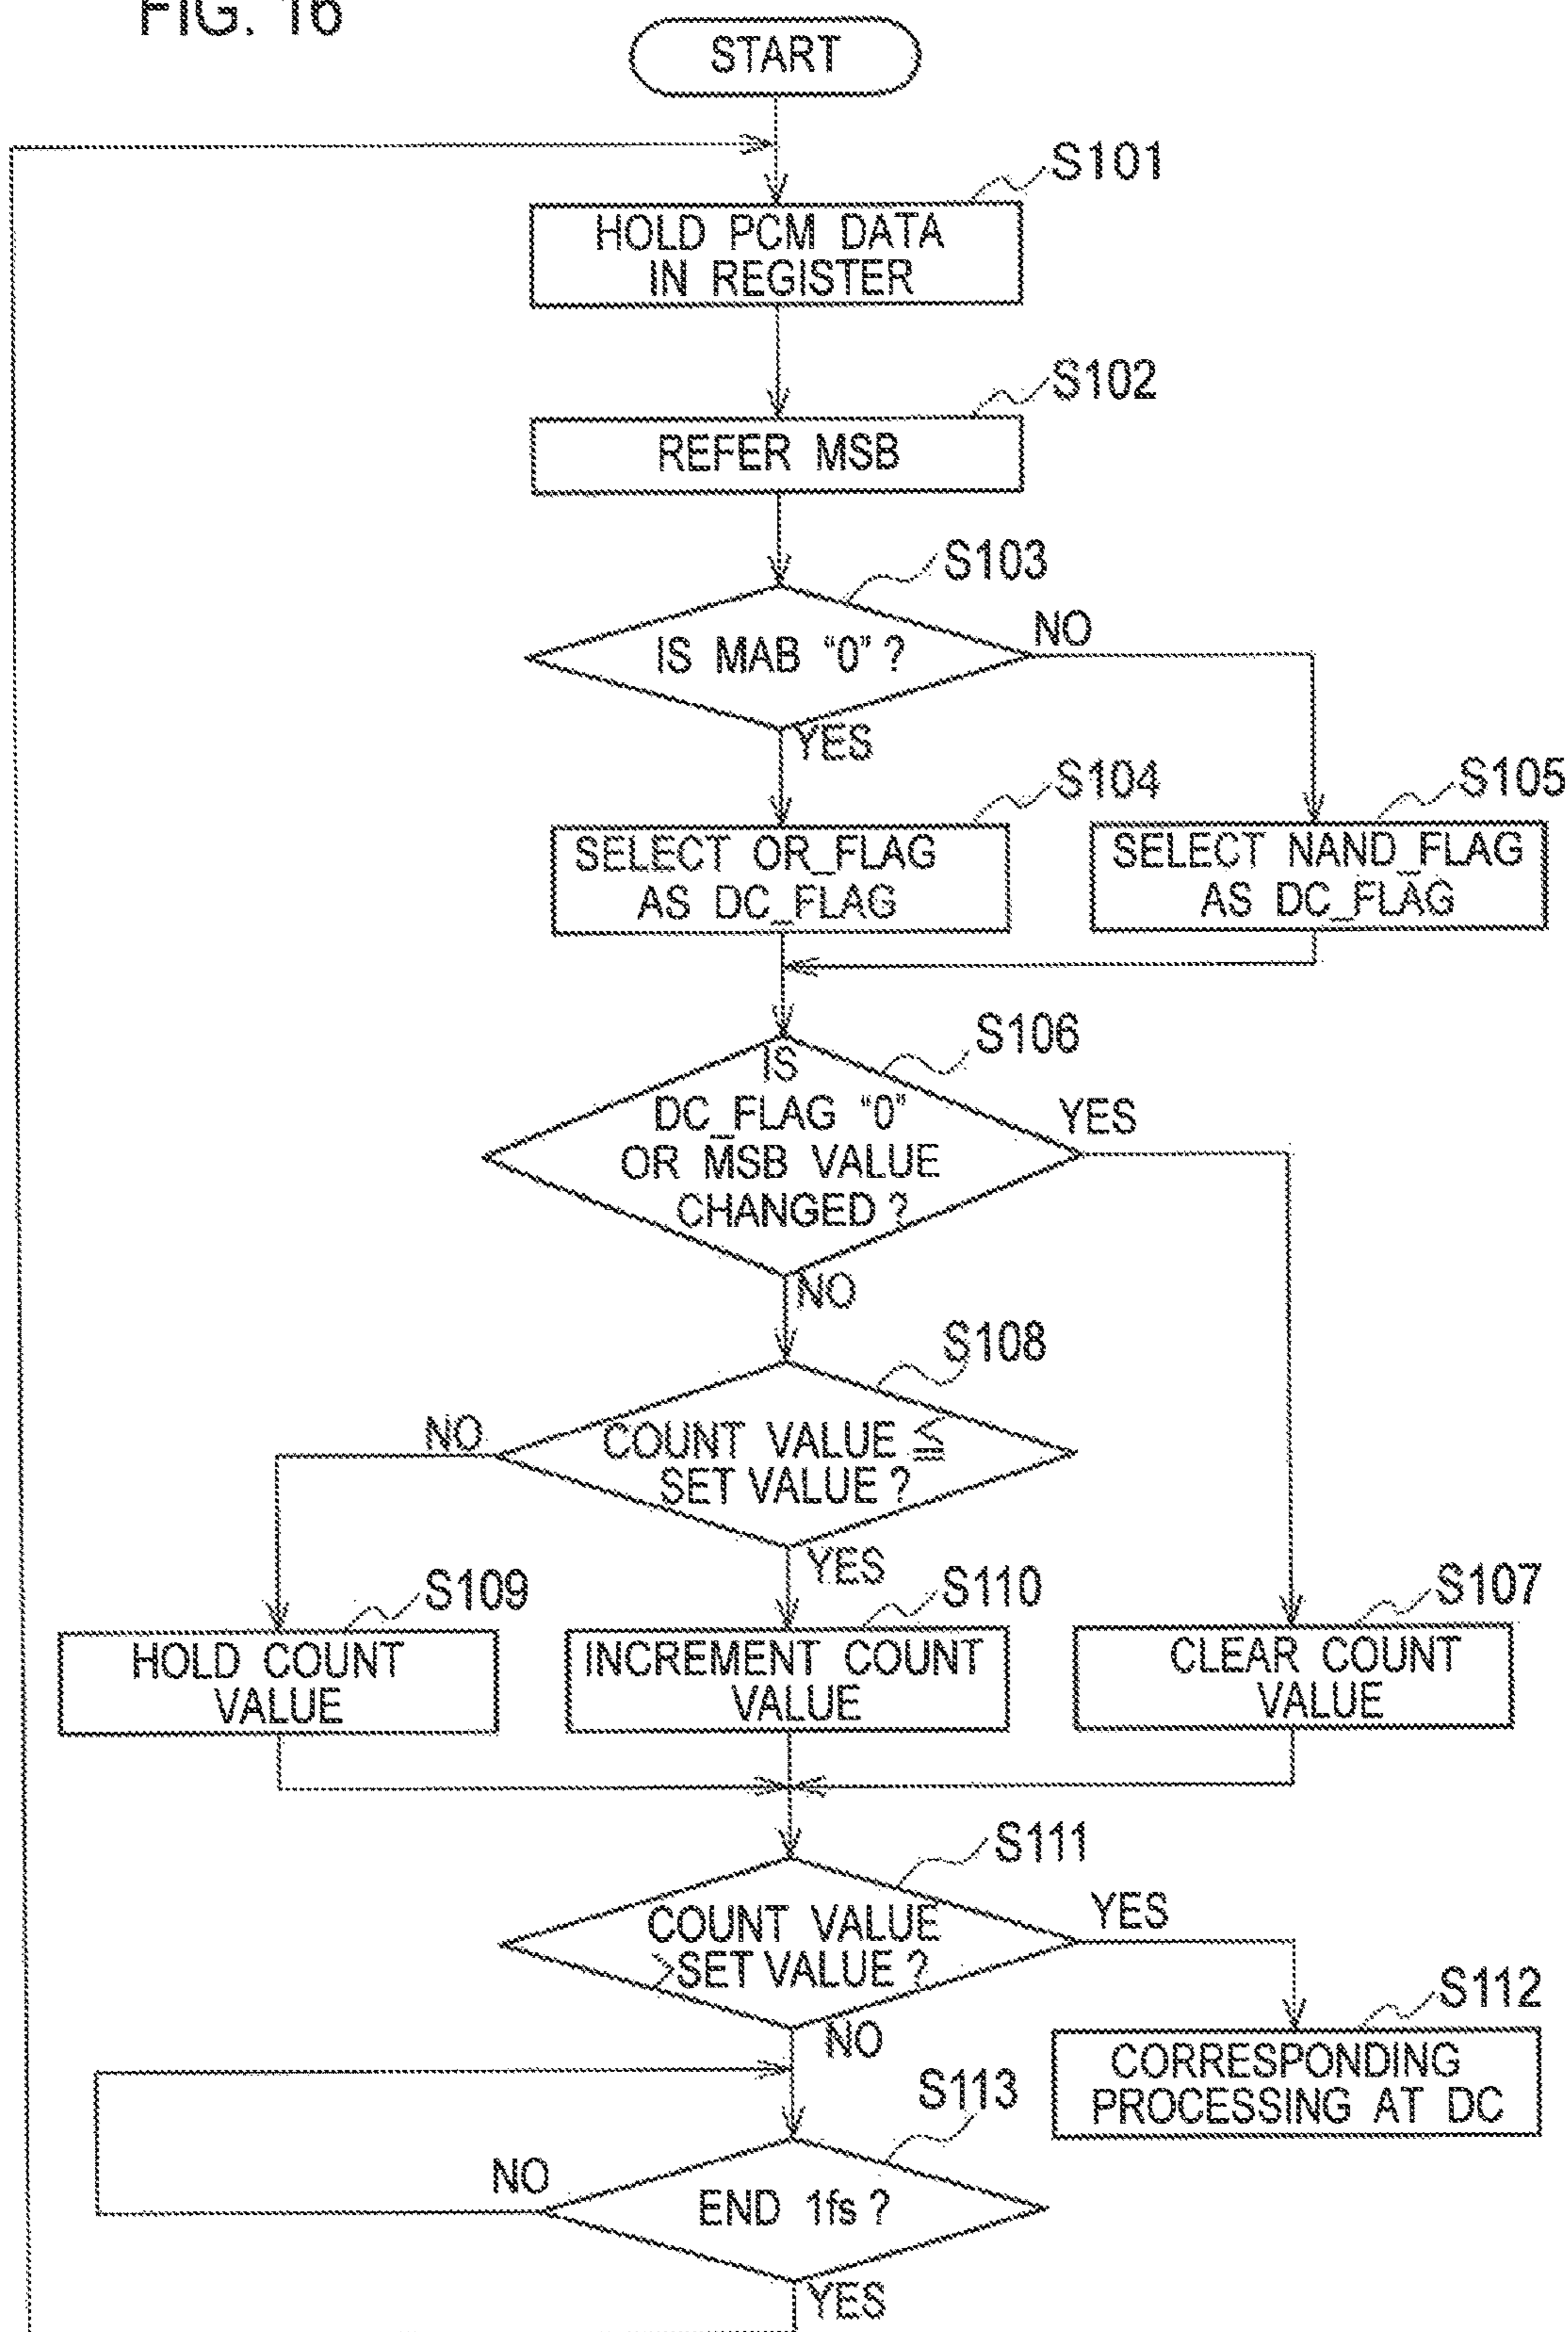 FIG. 16
START
S101
HOLD PCM DATA
IN REGISTER
S102
REFER MSB
S103
IS MAB “0” ?
NO
YES
S104
SELECT OR_FLAG
AS DC_FLAG
S105
SELECT NAND_FLAG
AS DC_FLAG
S106
IS
DC_FLAG “0”
OR MSB VALUE
CHANGED ?
YES
NO
S108
COUNT VALUE ≦
SET VALUE ?
NO
YES
S109
HOLD COUNT
VALUE
S110
INCREMENT COUNT
VALUE
S107
CLEAR COUNT
VALUE
S111
COUNT VALUE
>SET VALUE ?
YES
NO
S112
CORRESPONDING
PROCESSING AT DC
S113
END 1fs ?
NO
YES